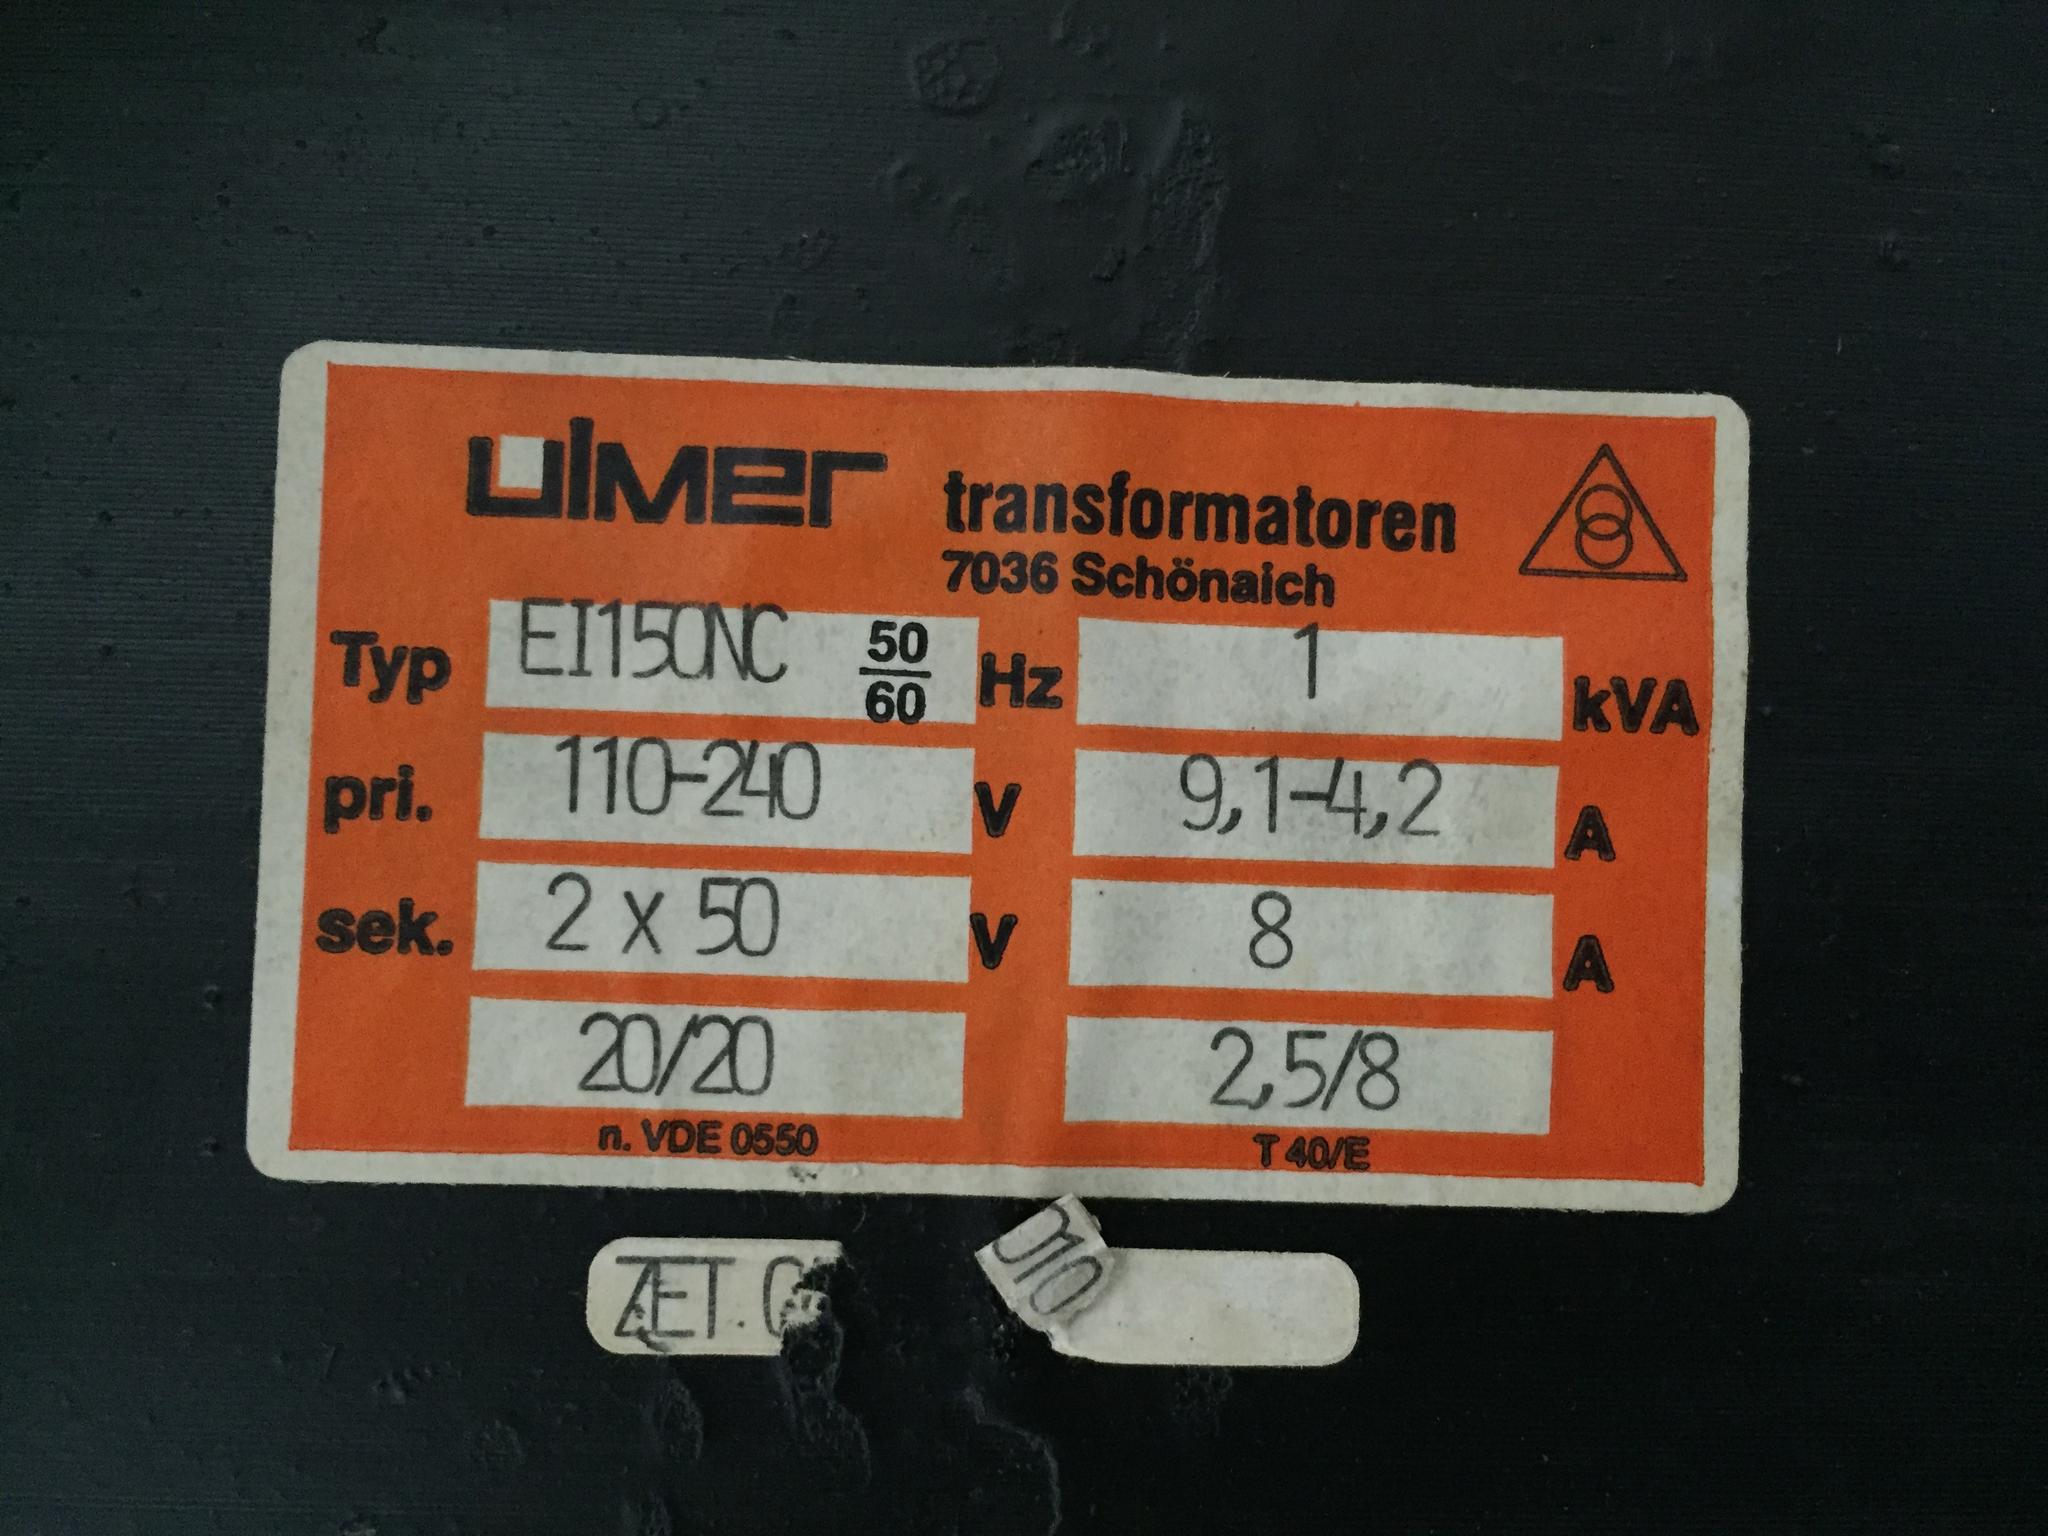 ulmer transformatoren
7036 Schönaich
Typ EI150NC 50/60 Hz 1 kVA
pri. 110-240 V 9,1-4,2 A
sek. 2 x 50 V 8 A
20/20 2,5/8
n. VDE 0550 T 40/E
ZET.